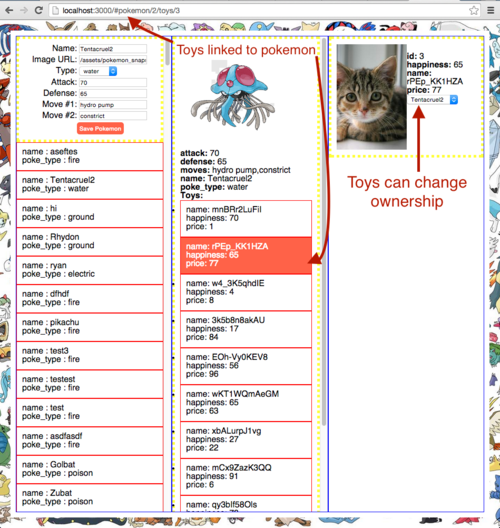 localhost:3000/#pokemon/2/toys/3
Toys linked to pokemon
Name: Tentacruel2
Image URL: /assets/pokemon_snap
Type: water
Attack: 70
Defense: 65
Move #1: hydro pump
Move #2: constrict
Save Pokemon
name : aseftes
poke_type : fire
name : Tentacruel2
poke_type : water
name : hi
poke_type : ground
name : Rhydon
poke_type : ground
name : ryan
poke_type : electric
name : dfhdf
poke_type : fire
name : pikachu
poke_type : fire
name : test3
poke_type : fire
name : testest
poke_type : fire
name : test
poke_type : fire
name : asdfasdf
poke_type : fire
name : Golbat
poke_type : poison
name : Zubat
poke_type : poison
attack: 70
defense: 65
moves: hydro pump,constrict
name: Tentacruel2
poke_type: water
Toys:
name: mnBRr2LuFiI
happiness: 70
price: 1
name: rPEp_KK1HZA
happiness: 65
price: 77
name: w4_3K5qhdIE
happiness: 4
price: 8
name: 3k5b8n8akAU
happiness: 17
price: 84
name: EOh-Vy0KEV8
happiness: 56
price: 96
name: wKT1WQmAeGM
happiness: 65
price: 63
name: xbALurpJ1vg
happiness: 27
price: 22
name: mCx9ZazK3QQ
happiness: 91
price: 6
name: qy3bIf58OIs
id: 3
happiness: 65
name:
rPEp_KK1HZA
price: 77
Tentacruel2
Toys can change
ownership